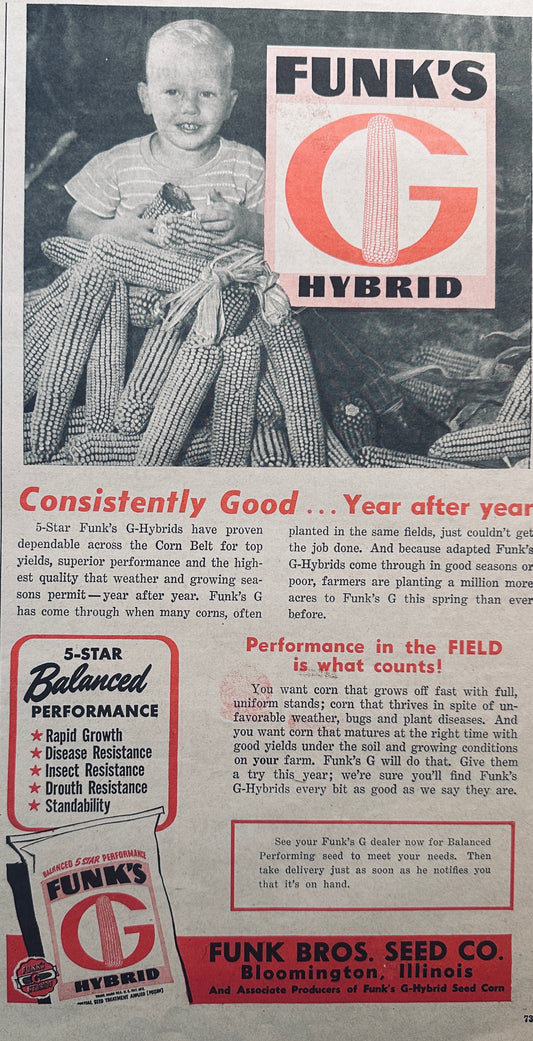 FUNK'S
G
HYBRID
Consistently Good ... Year after year
5-Star Funk's G-Hybrids have proven
dependable across the Corn Belt for top
yields, superior performance and the high-
est quality that weather and growing sea-
sons permit—year after year. Funk's G
has come through when many corns, often
planted in the same fields, just couldn't get
the job done. And because adapted Funk's
G-Hybrids come through in good seasons or
poor, farmers are planting a million more
acres to Funk's G this spring than ever
before.
5-STAR
Balanced
PERFORMANCE
★ Rapid Growth
★ Disease Resistance
★ Insect Resistance
★ Drouth Resistance
★ Standability
Performance in the FIELD
is what counts!
You want corn that grows off fast with full,
uniform stands; corn that thrives in spite of un-
favorable weather, bugs and plant diseases. And
you want corn that matures at the right time with
good yields under the soil and growing conditions
on your farm. Funk's G will do that. Give them
a try this year; we're sure you'll find Funk's
G-Hybrids every bit as good as we say they are.
See your Funk's G dealer now for Balanced
Performing seed to meet your needs. Then
take delivery just as soon as he notifies you
that it's on hand.
BALANCED 5 STAR PERFORMANCE
FUNK'S
G
HYBRID
FUNK'S
G
HYBRID
FUNK BROS. SEED CO.
Bloomington, Illinois
And Associate Producers of Funk's G-Hybrid Seed Corn
73